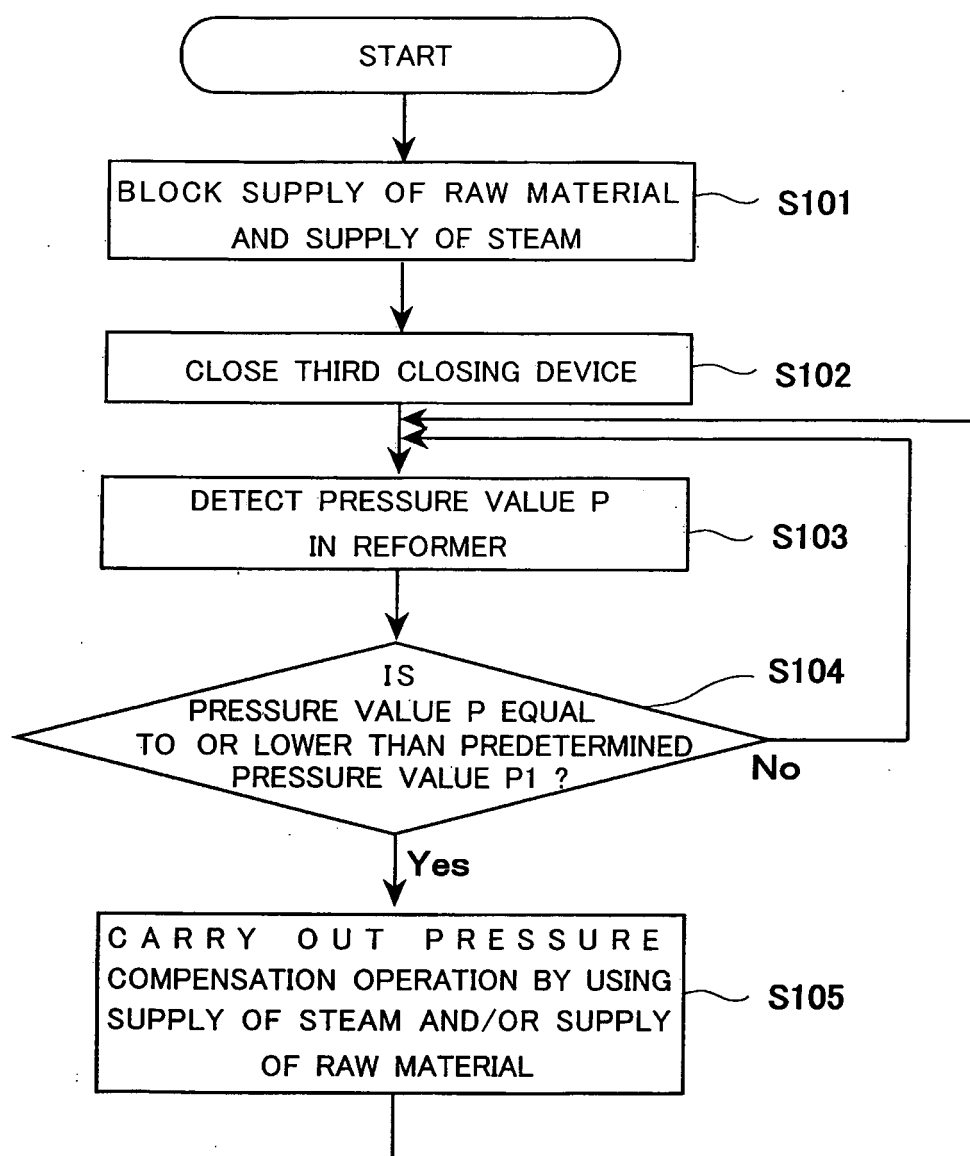 START
BLOCK SUPPLY OF RAW MATERIAL
AND SUPPLY OF STEAM
S101
CLOSE THIRD CLOSING DEVICE
S102
DETECT PRESSURE VALUE P
IN REFORMER
S103
IS
PRESSURE VALUE P EQUAL
TO OR LOWER THAN PREDETERMINED
PRESSURE VALUE P1 ?
S104
No
Yes
CARRY OUT PRESSURE
COMPENSATION OPERATION BY USING
SUPPLY OF STEAM AND/OR SUPPLY
OF RAW MATERIAL
S105